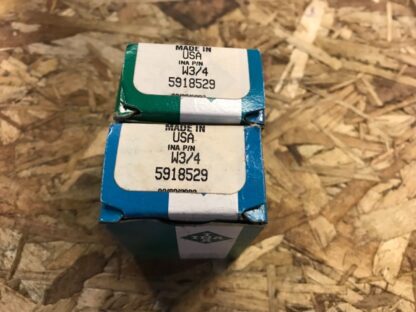 MADE IN
USA
INA P/N
W3/4
5918529
MADE IN
USA
INA P/N
W3/4
5918529